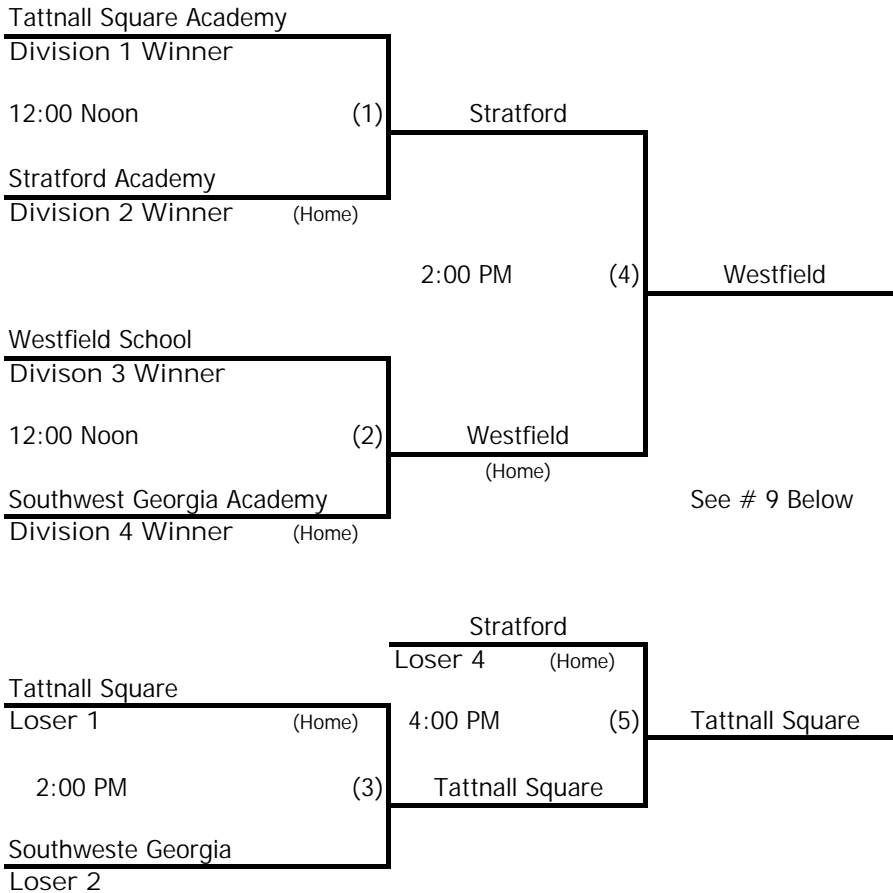 Tattnall Square Academy
Division 1 Winner
12:00 Noon (1) Stratford
Stratford Academy
Division 2 Winner (Home)
2:00 PM (4) Westfield
Westfield School
Divison 3 Winner
12:00 Noon (2) Westfield
(Home)
Southwest Georgia Academy See # 9 Below
Division 4 Winner (Home)
Stratford
Loser 4 (Home)
Tattnall Square
Loser 1 (Home) 4:00 PM (5) Tattnall Square
2:00 PM (3) Tattnall Square
Southweste Georgia
Loser 2